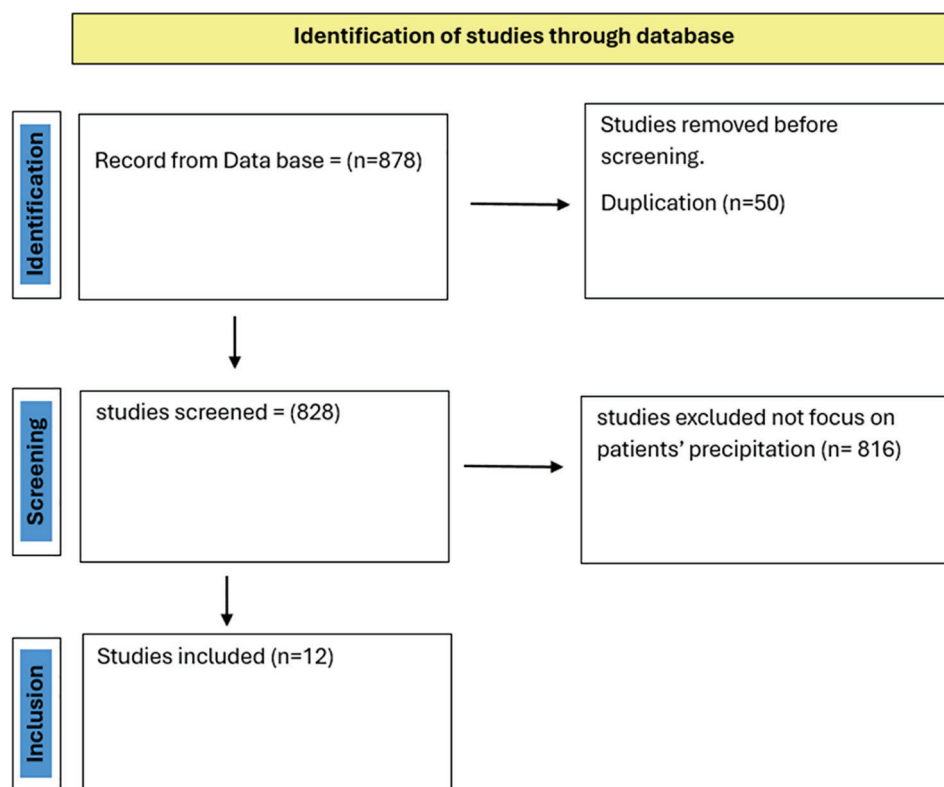 Identification of studies through database
Identification
Record from Data base = (n=878)
Studies removed before
screening.
Duplication (n=50)
Screening
studies screened = (828)
studies excluded not focus on
patients’ precipitation (n= 816)
Inclusion
Studies included (n=12)